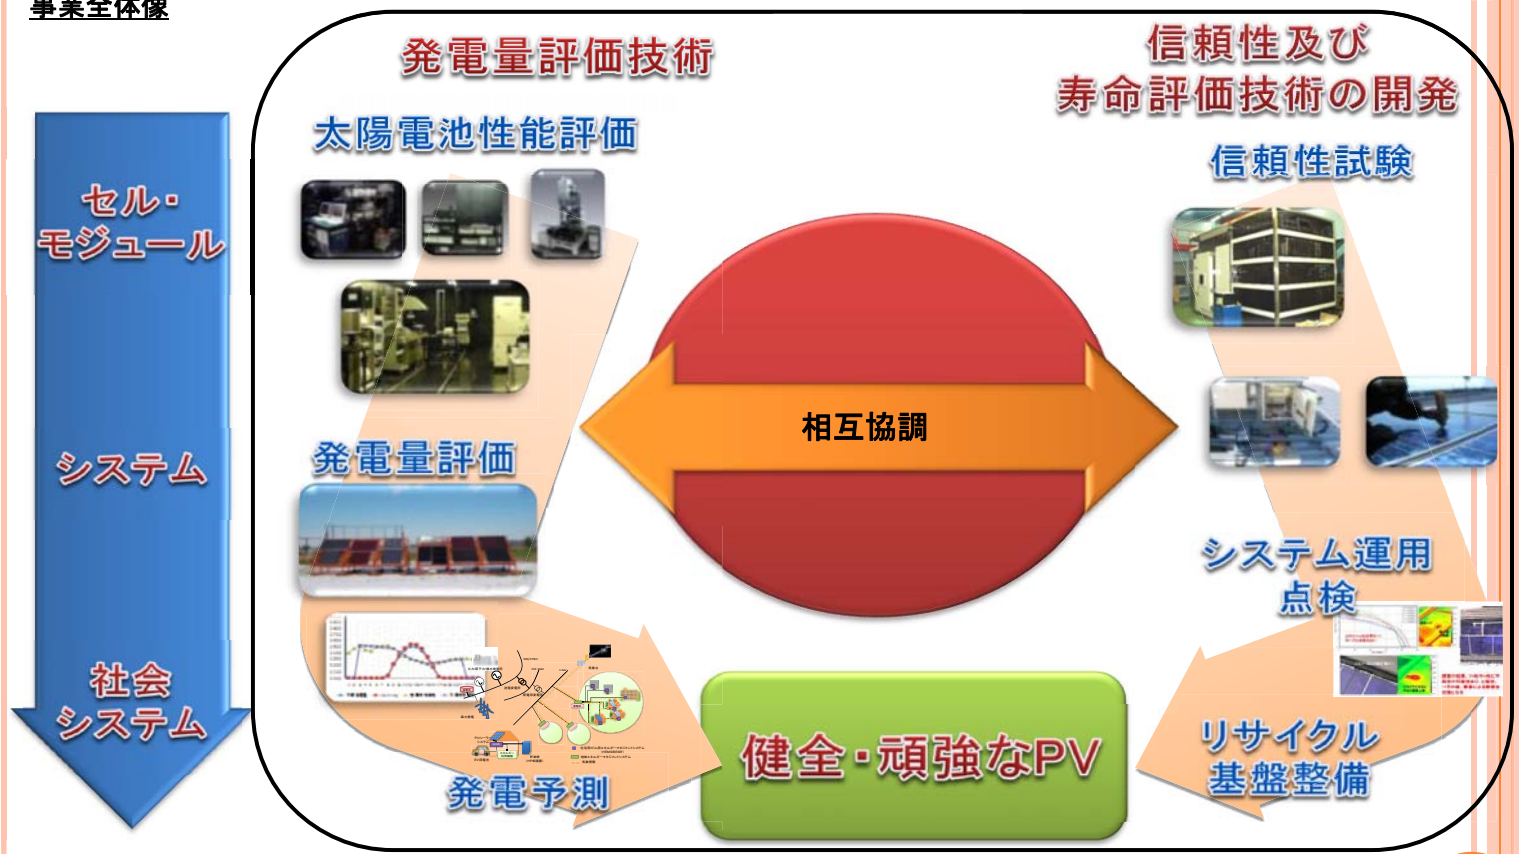 事業全体像
発電量評価技術
信頼性及び
寿命評価技術の開発
太陽電池性能評価
信頼性試験
セル・
モジュール
相互協調
発電量評価
システム
システム運用
点検
社会
システム
健全・頑強なPV
リサイクル
基盤整備
発電予測